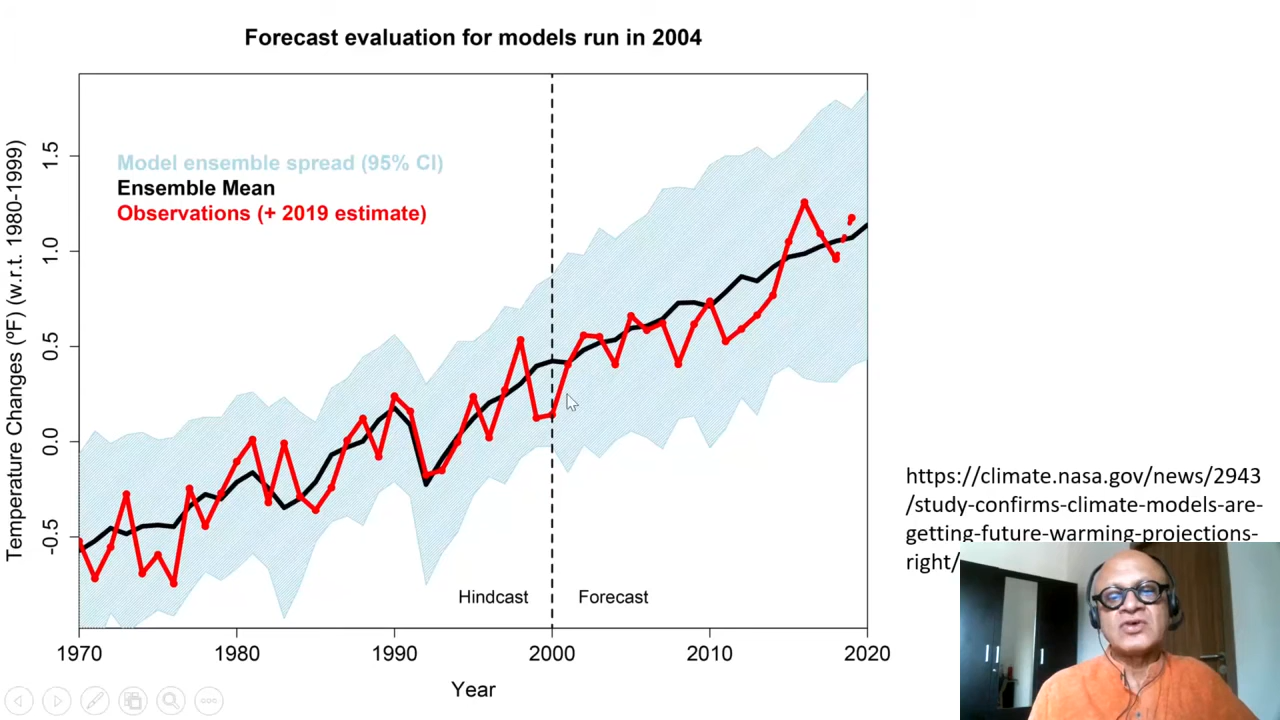 Forecast evaluation for models run in 2004
Temperature Changes (ºF) (w.r.t. 1980-1999)
1.5
1.0
0.5
0.0
-0.5
Model ensemble spread (95% CI)
Ensemble Mean
Observations (+ 2019 estimate)
Hindcast
Forecast
1970
1980
1990
2000
2010
2020
Year
https://climate.nasa.gov/news/2943
/study-confirms-climate-models-are-
getting-future-warming-projections-
right/